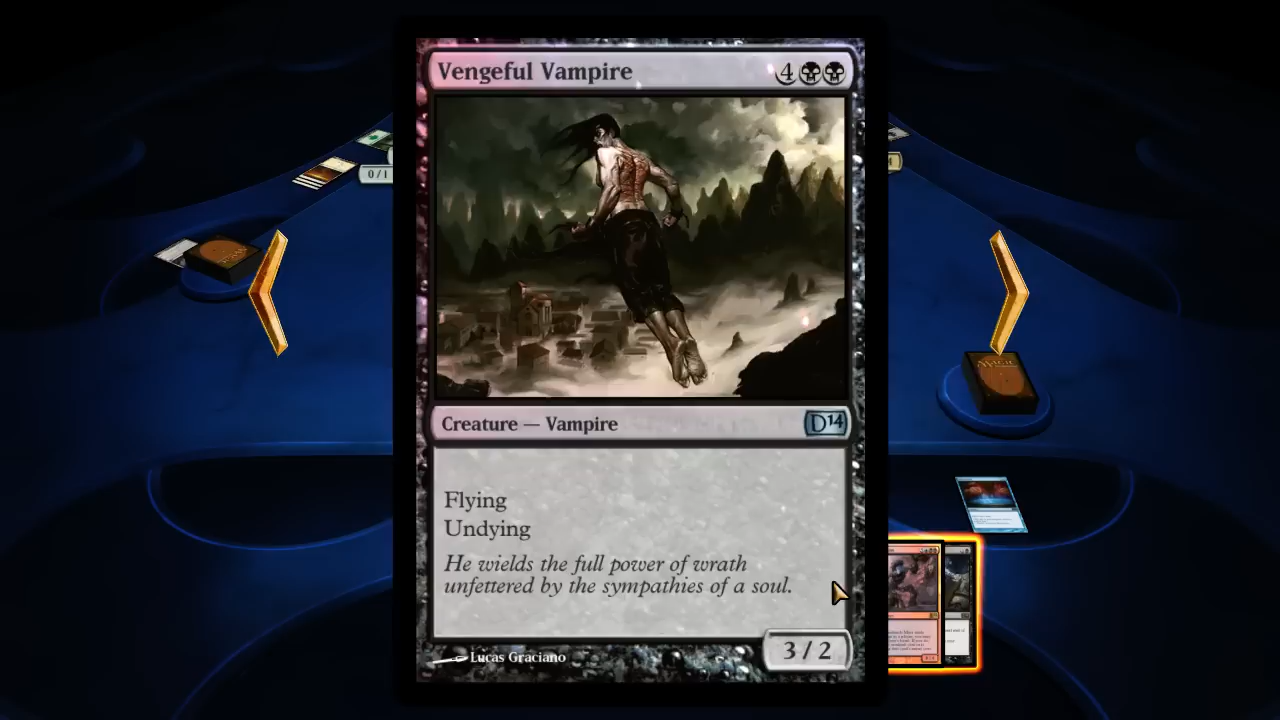 Vengeful Vampire 4
0/1
Creature — Vampire D14
Flying
Undying
He wields the full power of wrath
unfettered by the sympathies of a soul.
3/2
Lucas Graciano